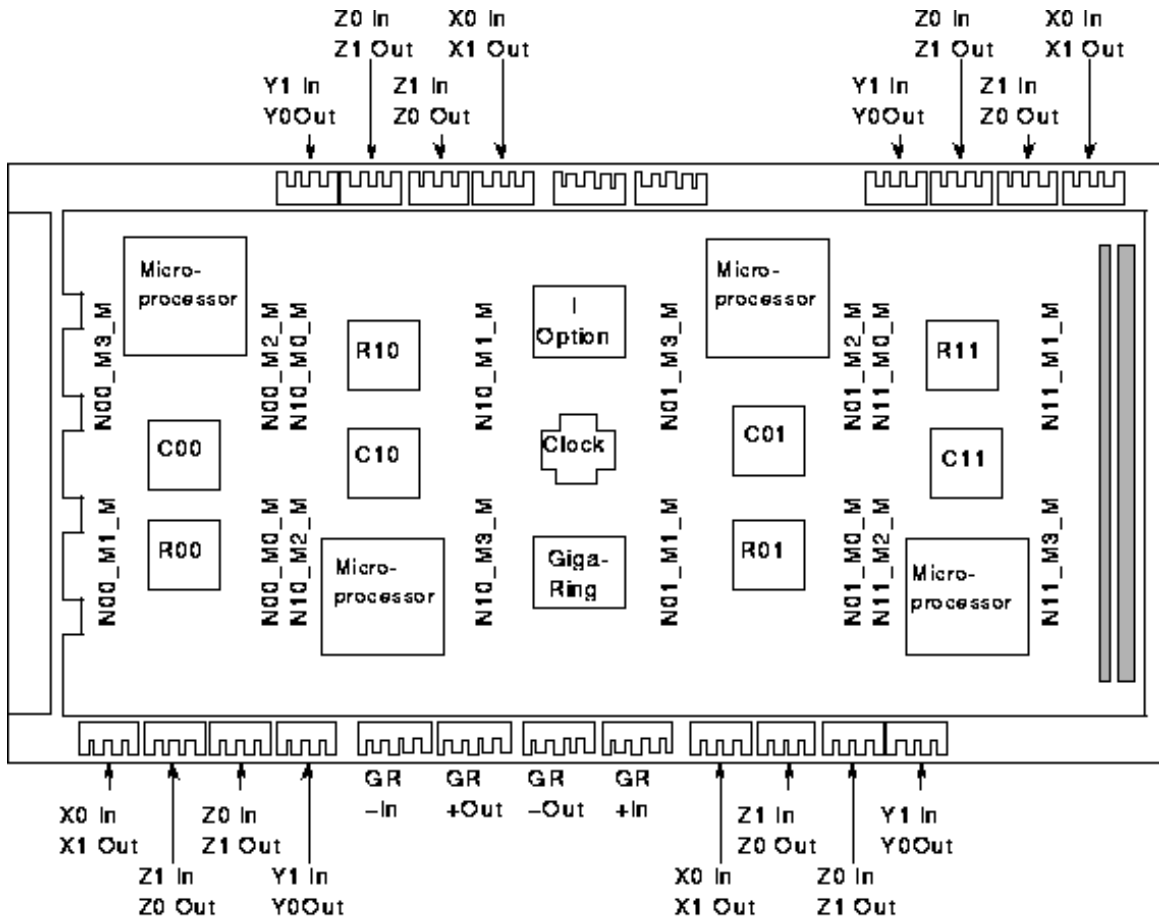 Z0 In
Z1 Out
X0 In
X1 Out
Y1 In
Y0Out
Z1 In
Z0 Out
Z0 In
Z1 Out
X0 In
X1 Out
Y1 In
Y0Out
Z1 In
Z0 Out
Micro-
processor
N00_M3_M
N00_M2_M
N10_M0_M
R10
N10_M1_M
I
Option
N01_M3_M
Micro-
processor
N01_M2_M
N11_M0_M
R11
N11_M1_M
C00
C10
Clock
C01
C11
N00_M1_M
R00
N00_M0_M
N10_M2_M
Micro-
processor
N10_M3_M
Giga-
Ring
N01_M1_M
R01
N01_M0_M
N11_M2_M
Micro-
processor
N11_M3_M
X0 In
X1 Out
Z1 In
Z0 Out
Z0 In
Z1 Out
Y1 In
Y0Out
GR
–In
GR
+Out
GR
–Out
GR
+In
X0 In
X1 Out
Z1 In
Z0 Out
Z0 In
Z1 Out
Y1 In
Y0Out